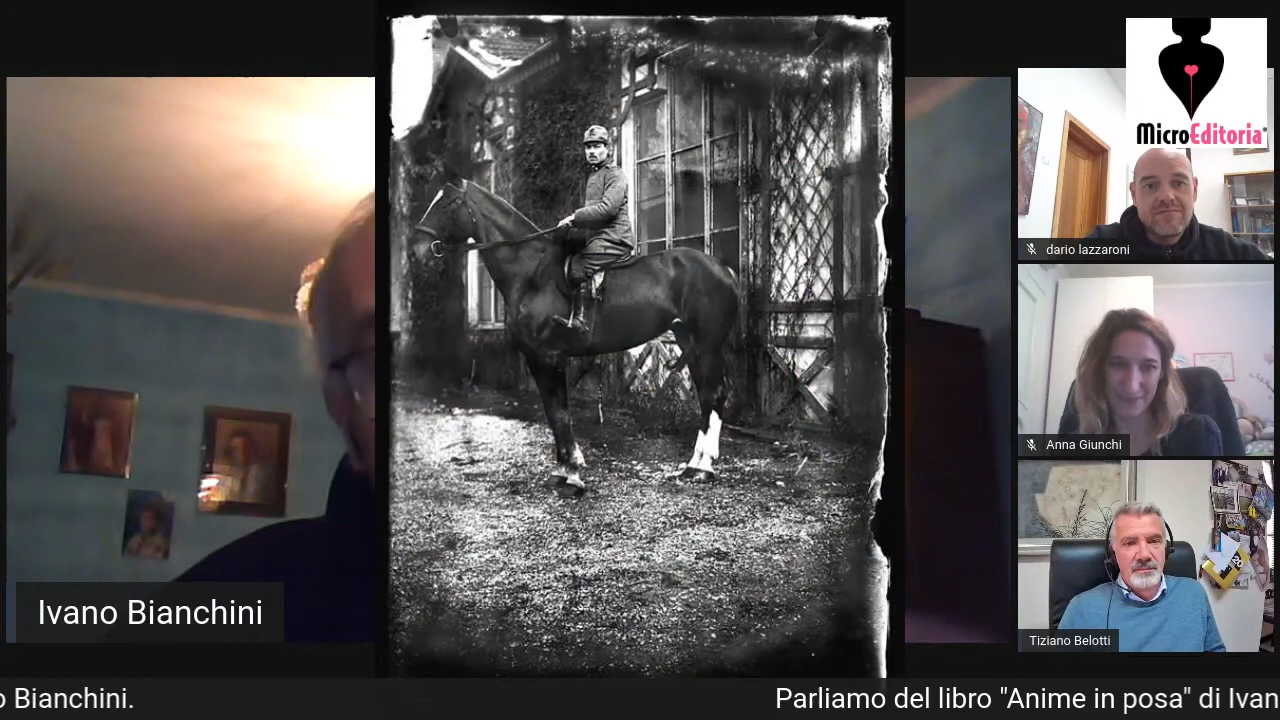 MicroEditoria®
dario lazzaroni
Anna Giunchi
Tiziano Belotti
Ivano Bianchini
o Bianchini.
Parliamo del libro "Anime in posa" di Ivan